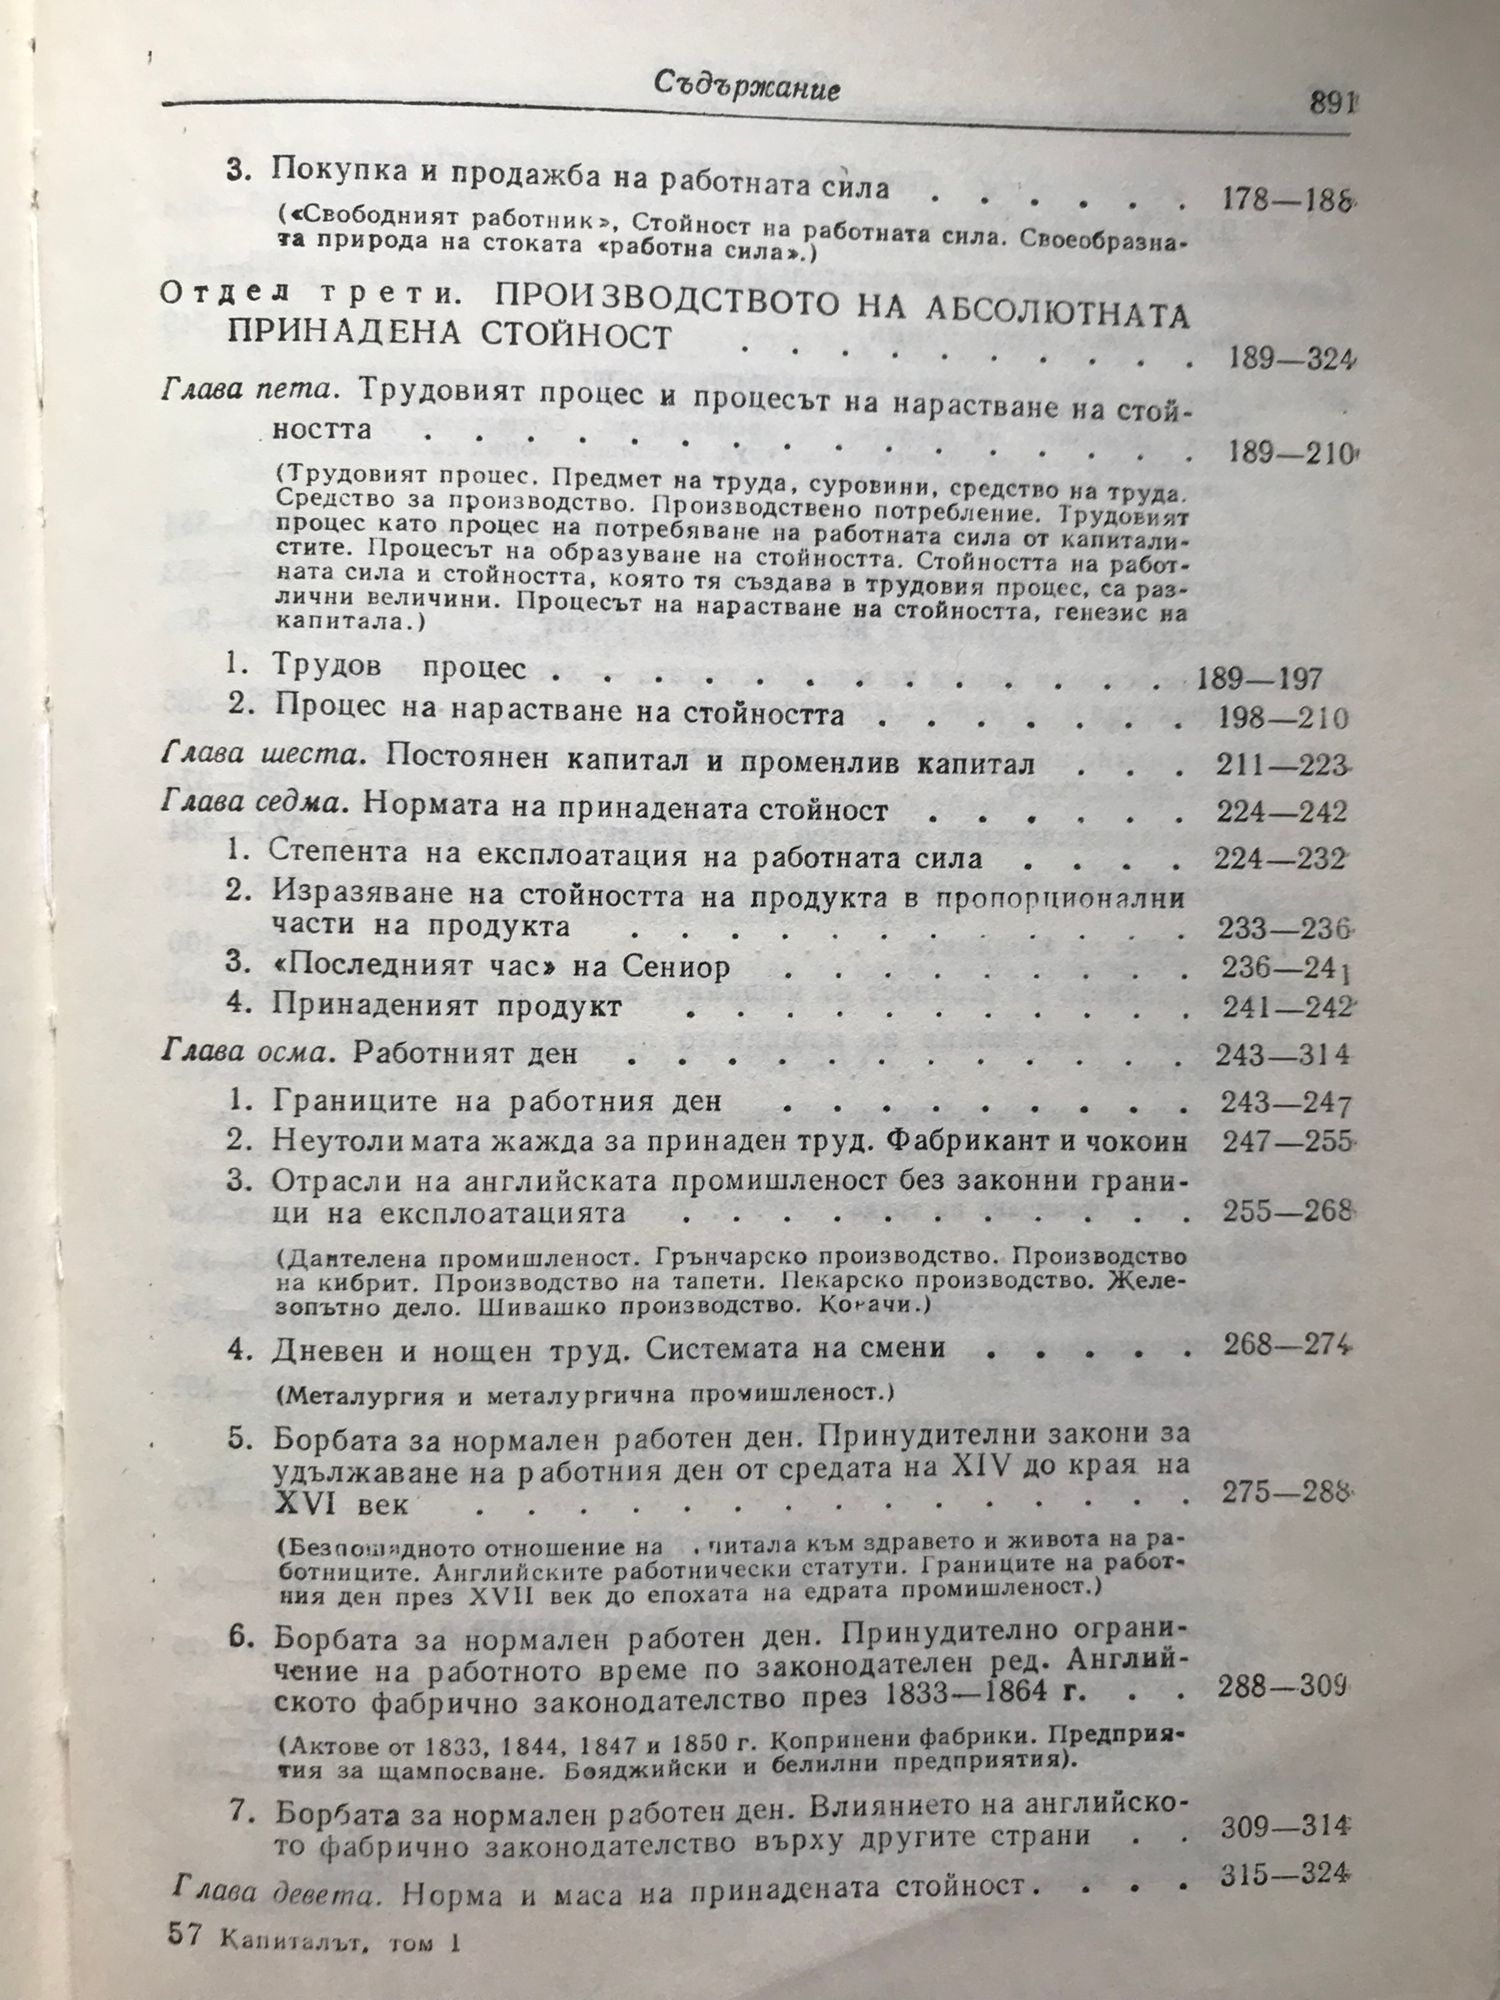 Съдържание 891
3. Покупка и продажба на работната сила . . . . . . 178—188
(«Свободният работник», Стойност на работната сила. Своеобразна-
та природа на стоката «работна сила».)
Отдел трети. ПРОИЗВОДСТВОТО НА АБСОЛЮТНАТА
ПРИНАДЕНА СТОЙНОСТ . . . . . . . . . . 189—324
Глава пета. Трудовият процес и процесът на нарастване на стой-
ността . . . . . . . . . . . . . . . . 189—210
(Трудовият процес. Предмет на труда, суровини, средство на труда.
Средство за производство. Производствено потребление. Трудовият
процес като процес на потребяване на работната сила от капитали-
стите. Процесът на образуване на стойността. Стойността на работ-
ната сила и стойността, която тя създава в трудовия процес, са раз-
лични величини. Процесът на нарастване на стойността, генезис на
капитала.)
1. Трудов процес . . . . . . . . . . . . . 189—197
2. Процес на нарастване на стойността . . . . . . . 198—210
Глава шеста. Постоянен капитал и променлив капитал . . . 211—223
Глава седма. Нормата на принадената стойност . . . . . . 224—242
1. Степента на експлоатация на работната сила . . . . 224—232
2. Изразяване на стойността на продукта в пропорционални
части на продукта . . . . . . . . . . . . 233—236
3. «Последният час» на Сениор . . . . . . . . . 236—241
4. Принаденият продукт . . . . . . . . . . . 241—242
Глава осма. Работният ден . . . . . . . . . . . . 243—314
1. Границите на работния ден . . . . . . . . . 243—247
2. Неутолимата жажда за принаден труд. Фабрикант и чокоин 247—255
3. Отрасли на английската промишленост без законни грани-
ци на експлоатацията . . . . . . . . . . . 255—268
(Дантелена промишленост. Грънчарско производство. Производство
на кибрит. Производство на тапети. Пекарско производство. Желе-
зопътно дело. Шивашко производство. Ковачи.)
4. Дневен и нощен труд. Системата на смени . . . . . 268—274
(Металургия и металургична промишленост.)
5. Борбата за нормален работен ден. Принудителни закони за
удължаване на работния ден от средата на XIV до края на
XVI век . . . . . . . . . . . . . . . 275—288
(Безпощадното отношение на питала към здравето и живота на ра-
ботниците. Английските работнически статути. Границите на работ-
ния ден през XVII век до епохата на едрата промишленост.)
6. Борбата за нормален работен ден. Принудително ограни-
чение на работното време по законодателен ред. Англий-
ското фабрично законодателство през 1833—1864 г. . . 288—309
(Актове от 1833, 1844, 1847 и 1850 г. Копринени фабрики. Предприя-
тия за щампосване. Бояджийски и белилни предприятия).
7. Борбата за нормален работен ден. Влиянието на английско-
то фабрично законодателство върху другите страни . . 309—314
Глава девета. Норма и маса на принадената стойност. . . . 315—324
57 Капиталът, том 1